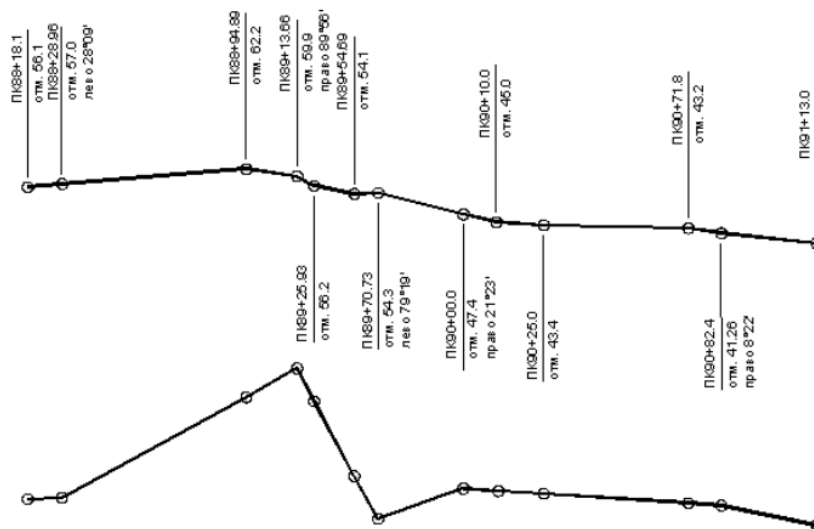 ПК88+18.1
отм. 56.1
ПК88+28.96
отм. 57.0
лево 28°09'
ПК88+94.89
отм. 62.2
ПК89+13.66
отм. 59.9
право 89°56'
ПК89+54.69
отм. 54.1
ПК90+10.0
отм. 45.0
ПК90+71.8
отм. 43.2
ПК91+13.0
ПК89+25.93
отм. 56.2
ПК89+70.73
отм. 54.3
лево 79°19'
ПК90+00.0
отм. 47.4
право 21°23'
ПК90+25.0
отм. 43.4
ПК90+82.4
отм. 41.26
право 8°22'